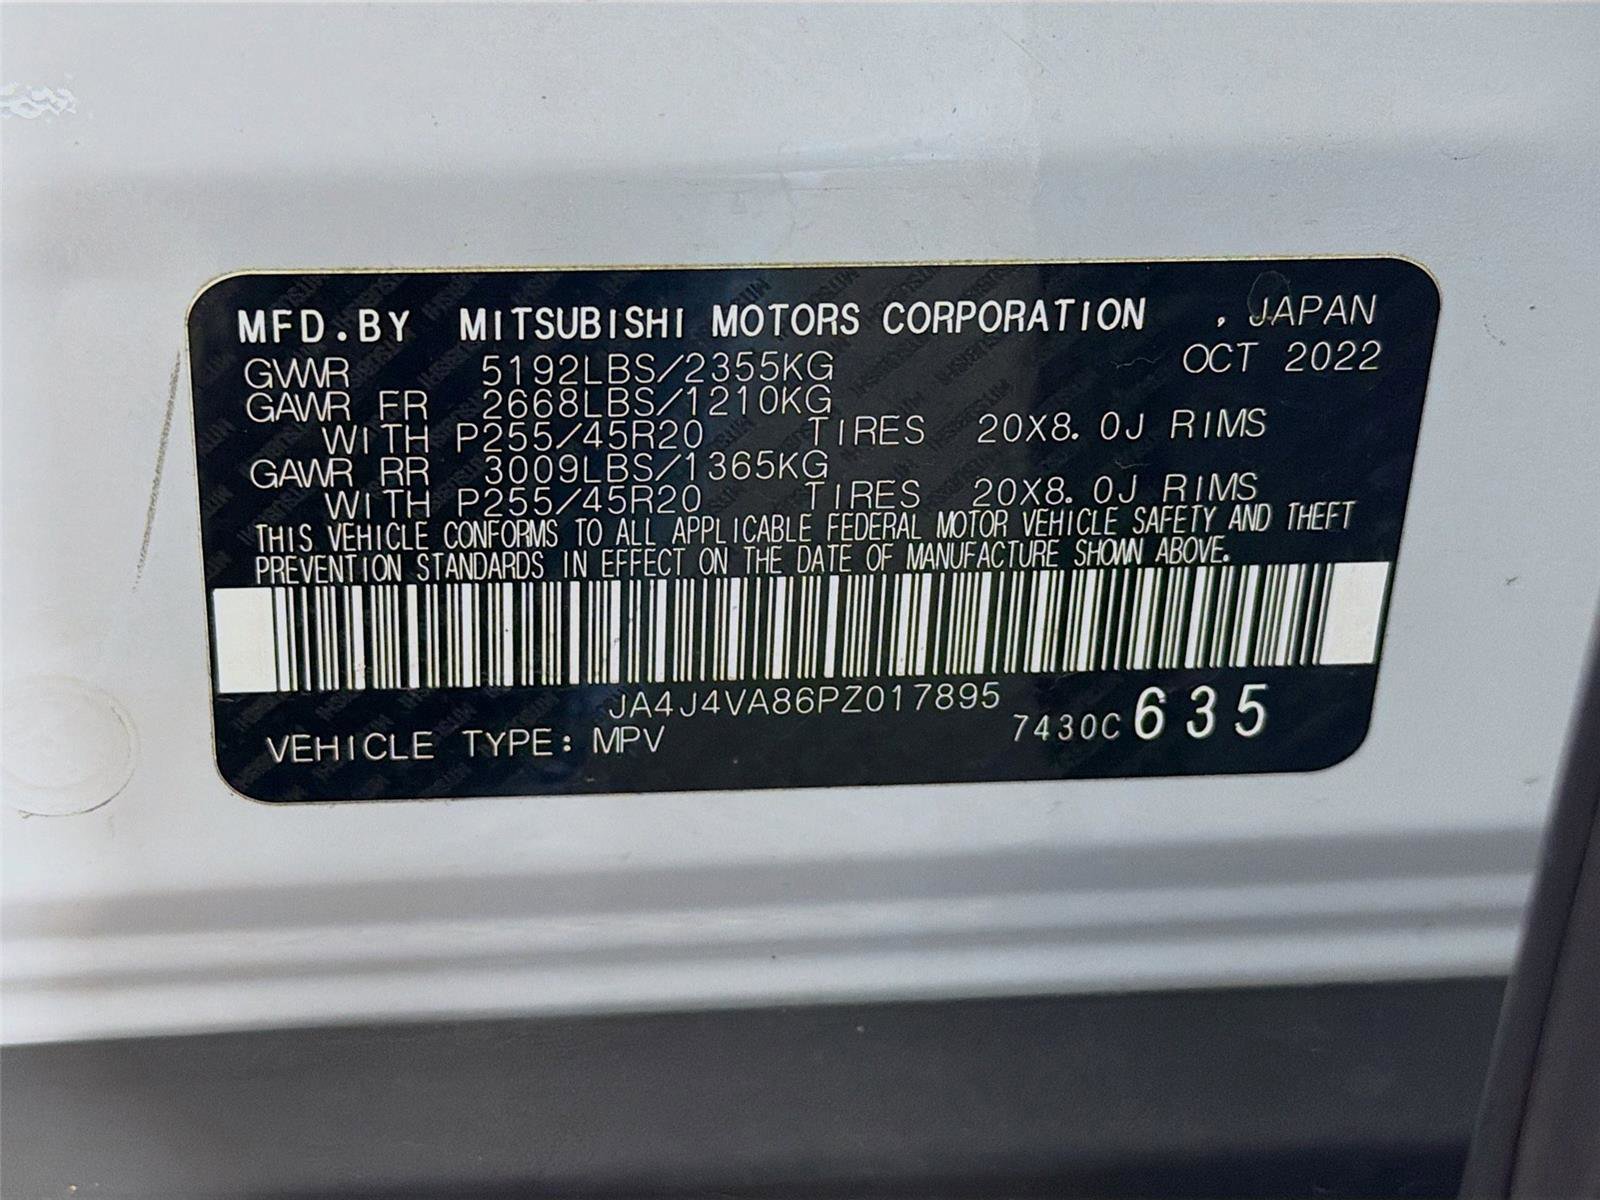 MFD.BY MITSUBISHI MOTORS CORPORATION , JAPAN
GVWR 5192LBS/2355KG OCT 2022
GAWR FR 2668LBS/1210KG
WITH P255/45R20 TIRES 20X8.0J RIMS
GAWR RR 3009LBS/1365KG
WITH P255/45R20 TIRES 20X8.0J RIMS
THIS VEHICLE CONFORMS TO ALL APPLICABLE FEDERAL MOTOR VEHICLE SAFETY AND THEFT
PREVENTION STANDARDS IN EFFECT ON THE DATE OF MANUFACTURE SHOWN ABOVE.
JA4J4VA86PZ017895
VEHICLE TYPE: MPV 7430C 635